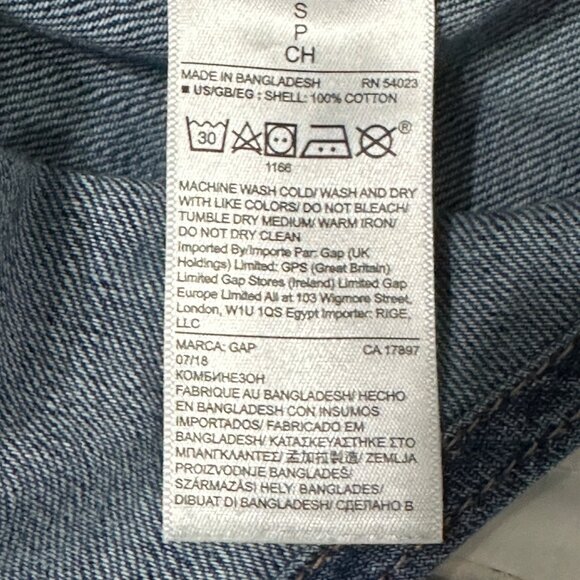 S
P
CH
MADE IN BANGLADESH RN 54023
■ US/GB/EG : SHELL: 100% COTTON
30 ®
1166
MACHINE WASH COLD/ WASH AND DRY
WITH LIKE COLORS/ DO NOT BLEACH/
TUMBLE DRY MEDIUM/ WARM IRON/
DO NOT DRY CLEAN
Imported By/Importe Par: Gap (UK
Holdings) Limited: GPS (Great Britain)
Limited Gap Stores (Ireland) Limited Gap
Europe Limited All at 103 Wigmore Street,
London, W1U 1QS Egypt Importer: RIGE,
LLC
MARCA: GAP CA 17897
07/18
КОМБИНЕЗОН
FABRIQUE AU BANGLADESH/ HECHO
EN BANGLADESH CON INSUMOS
IMPORTADOS/ FABRICADO EM
BANGLADESH/ ΚΑΤΑΣΚΕΥΑΣΤΗΚΕ ΣΤΟ
ΜΠΑΝΓΚΛΑΝΤΕΣ/ 孟加拉製造/ ZEMLJA
PROIZVODNJE BANGLADEŠ/
SZÁRMAZÁSI HELY: BANGLADES/
DIBUAT DI BANGLADESH/ СДЕЛАНО В